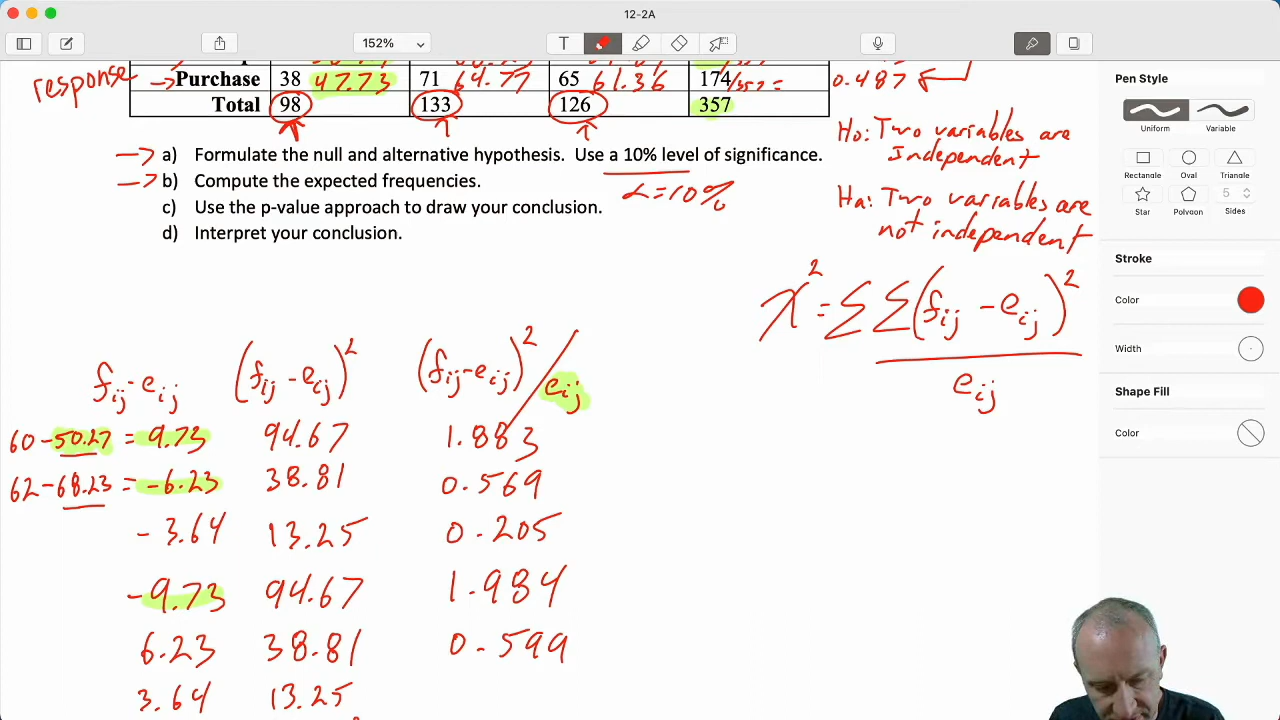 12-2A
152%
T
response
Purchase 38 47.73 71 64.77 65 61.36 174/357= 0.487
Total 98 133 126 357
a) Formulate the null and alternative hypothesis. Use a 10% level of significance.
b) Compute the expected frequencies.
α=10%
c) Use the p-value approach to draw your conclusion.
d) Interpret your conclusion.
Ho: Two variables are
Independent
Ha: Two variables are
not independent
χ² = ΣΣ(fij - eij)²
eij
fij - eij (fij - eij)² (fij - eij)²/eij
60 - 50.27 = 9.73 94.67 1.883
62 - 68.23 = -6.23 38.81 0.569
-3.64 13.25 0.205
-9.73 94.67 1.984
6.23 38.81 0.599
3.64 13.25
Pen Style
Uniform Variable
Rectangle Oval Triangle
5
Star Polygon Sides
Stroke
Color
Width
Shape Fill
Color